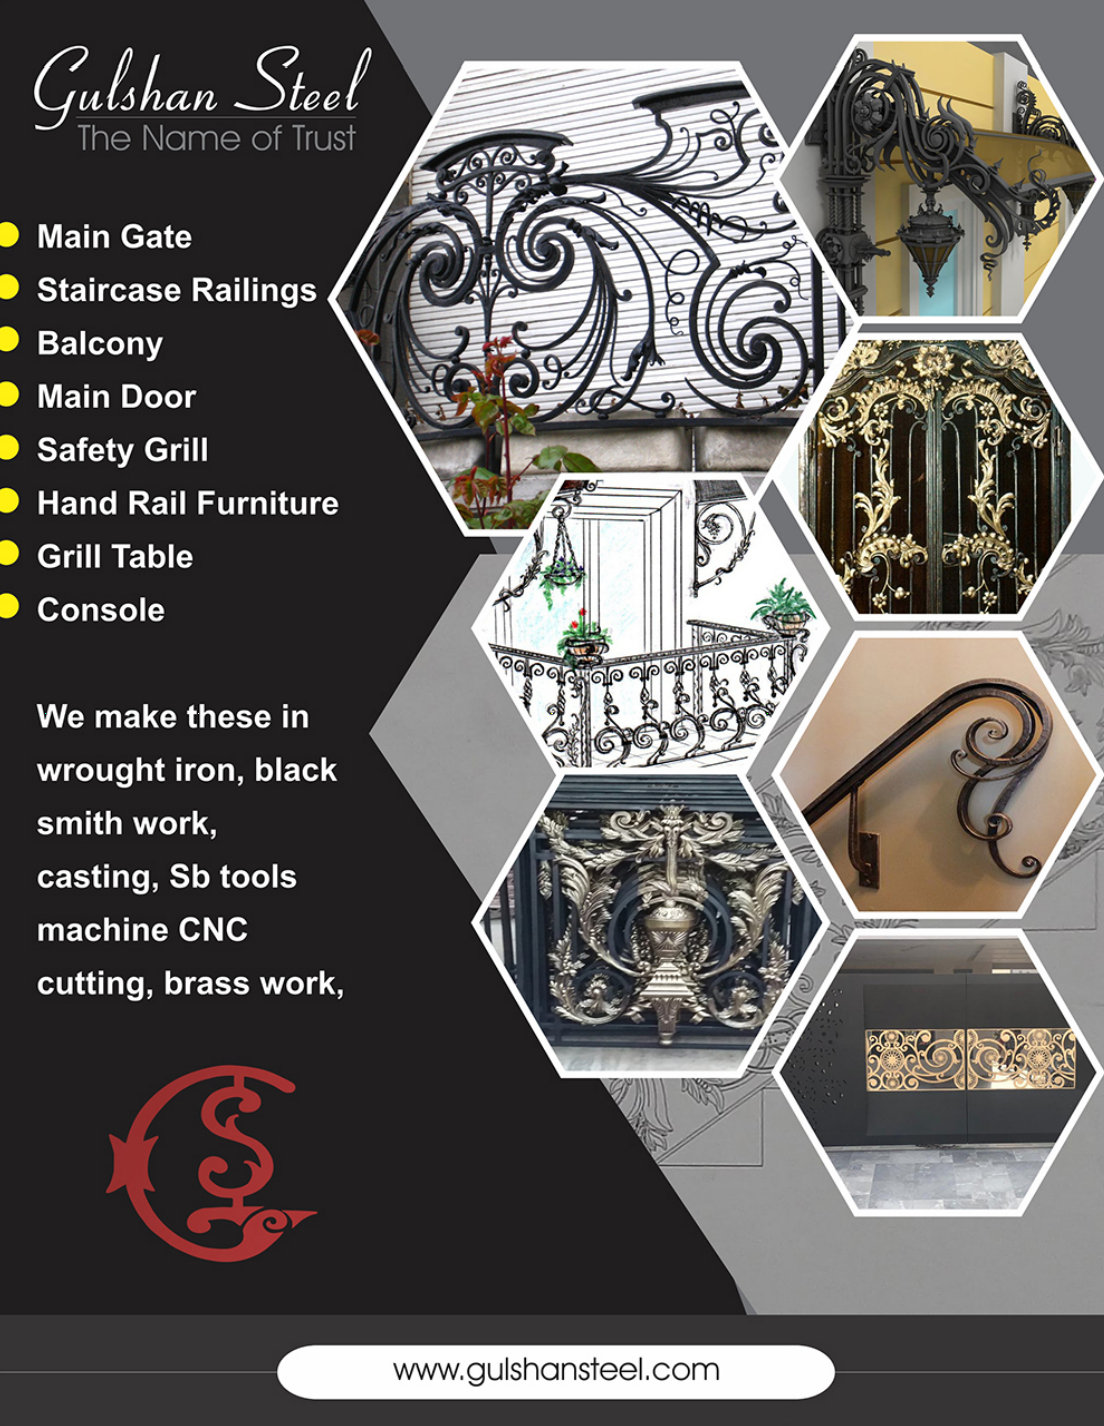 Gulshan Steel
The Name of Trust
Main Gate
Staircase Railings
Balcony
Main Door
Safety Grill
Hand Rail Furniture
Grill Table
Console
We make these in
wrought iron, black
smith work,
casting, Sb tools
machine CNC
cutting, brass work,
www.gulshansteel.com